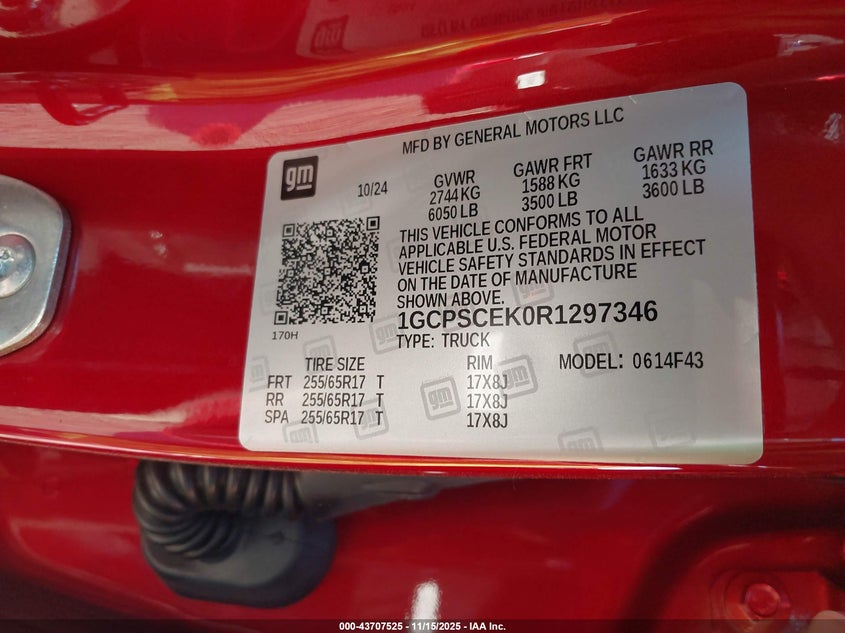 MFD BY GENERAL MOTORS LLC
gm
10/24
GVWR
2744 KG
6050 LB
GAWR FRT
1588 KG
3500 LB
GAWR RR
1633 KG
3600 LB
THIS VEHICLE CONFORMS TO ALL
APPLICABLE U.S. FEDERAL MOTOR
VEHICLE SAFETY STANDARDS IN EFFECT
ON THE DATE OF MANUFACTURE
SHOWN ABOVE.
1GCPSCEK0R1297346
170H
TYPE: TRUCK
TIRE SIZE RIM MODEL: 0614F43
FRT 255/65R17 T 17X8J
RR 255/65R17 T 17X8J
SPA 255/65R17 T 17X8J
000-43707525 - 11/15/2025 - IAA Inc.